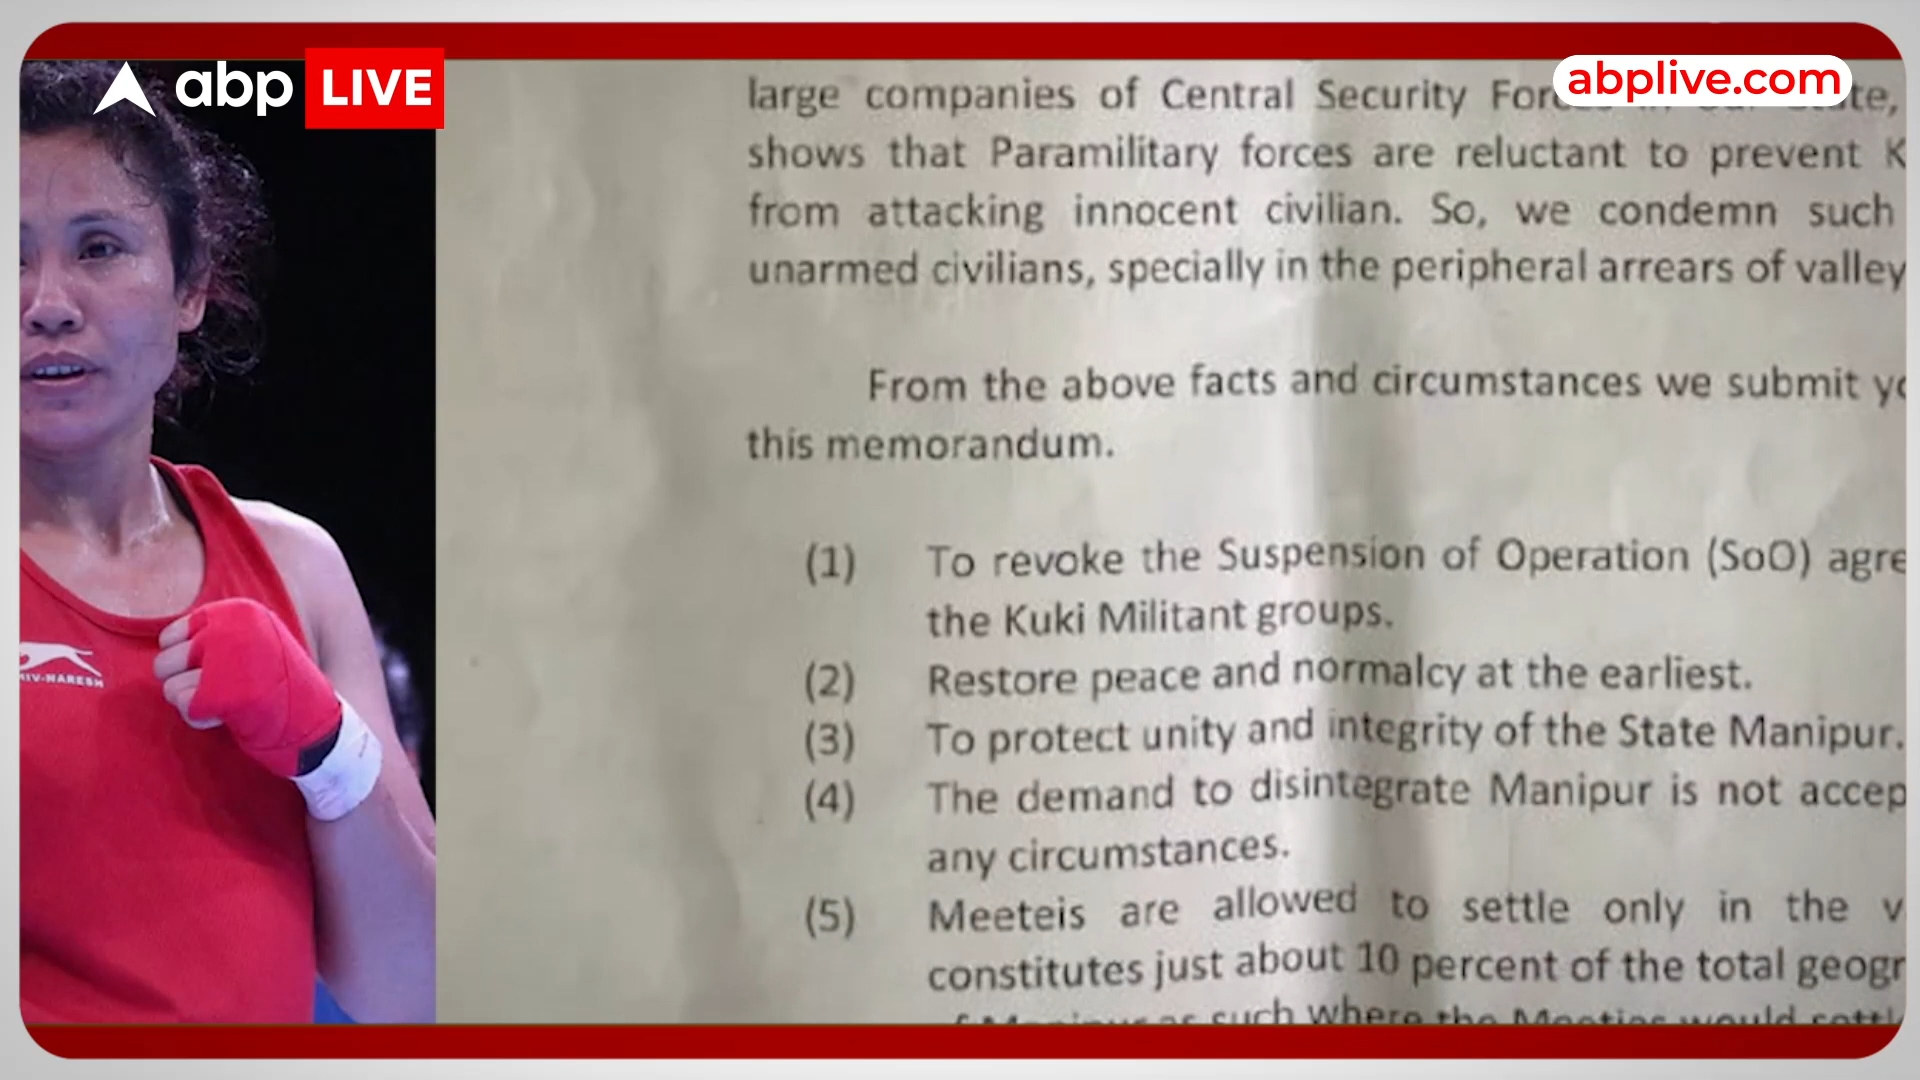 abp LIVE
abplive.com
large companies of Central Security
shows that Paramilitary forces are reluctant to prevent
from attacking innocent civilian. So, we condemn such
unarmed civilians, specially in the peripheral arrears of valley
From the above facts and circumstances we submit
this memorandum.
(1) To revoke the Suspension of Operation (SoO)
the Kuki Militant groups.
(2) Restore peace and normalcy at the earliest.
(3) To protect unity and integrity of the State Manipur.
(4) The demand to disintegrate Manipur is not
any circumstances.
(5) Meeteis are allowed to settle only in the
constitutes just about 10 percent of the total
such where the would